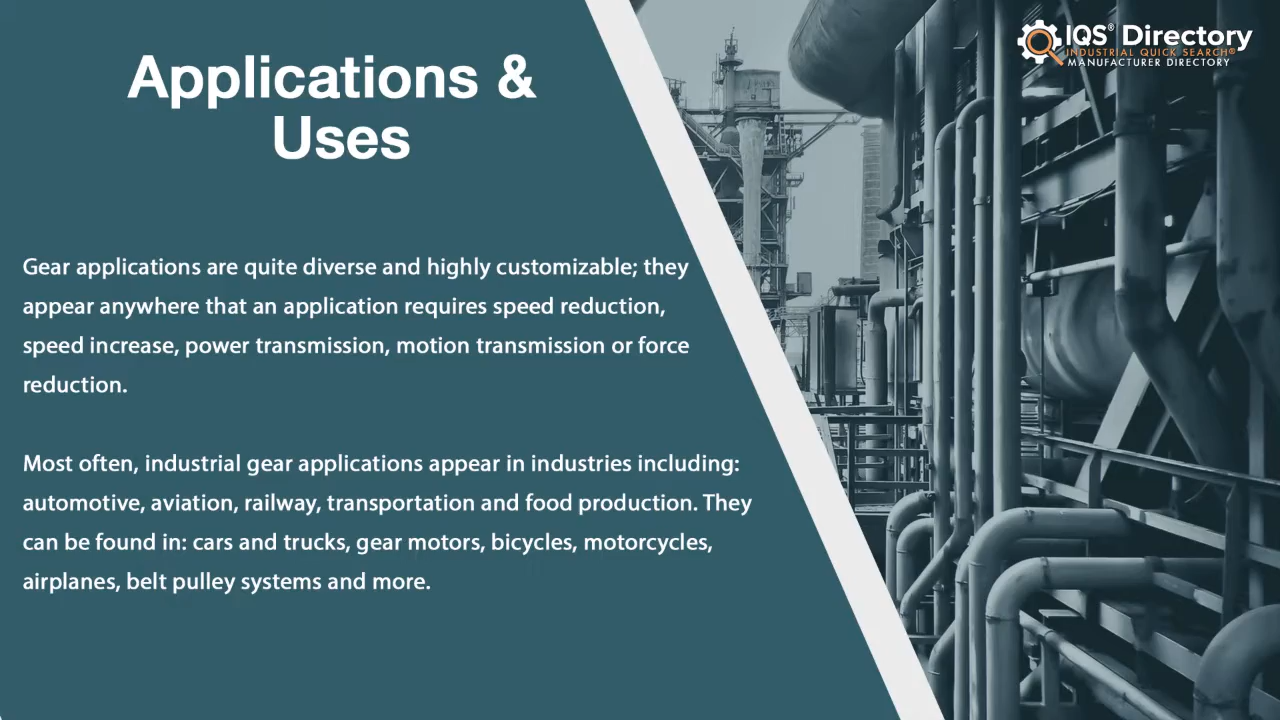 Applications &
Uses
IQS® Directory
INDUSTRIAL QUICK SEARCH®
MANUFACTURER DIRECTORY
Gear applications are quite diverse and highly customizable; they
appear anywhere that an application requires speed reduction,
speed increase, power transmission, motion transmission or force
reduction.
Most often, industrial gear applications appear in industries including:
automotive, aviation, railway, transportation and food production. They
can be found in: cars and trucks, gear motors, bicycles, motorcycles,
airplanes, belt pulley systems and more.